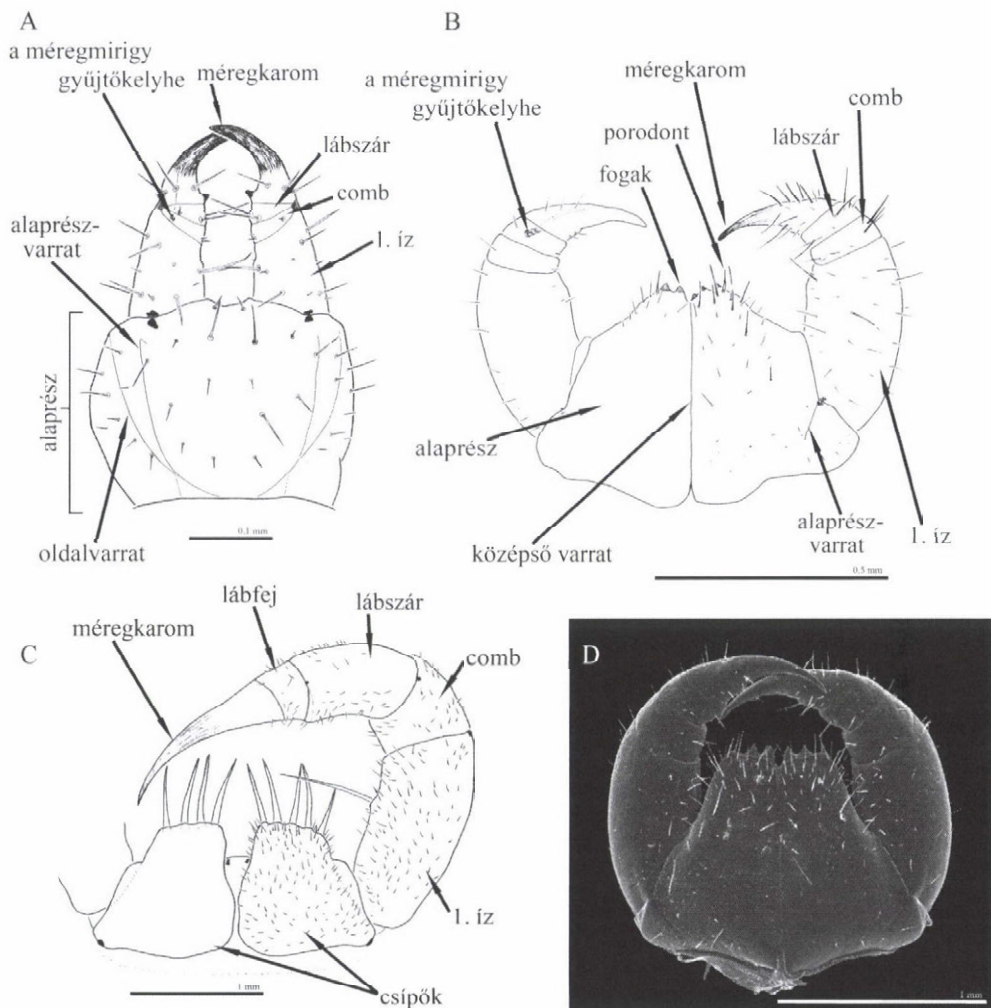 A
a méregmirigy
gyűjtőkelyhe
méregkarom
lábszár
comb
alaprész-
varrat
1. íz
alaprész
oldalvarrat
0.1 mm
B
a méregmirigy
gyűjtőkelyhe
méregkarom
comb
porodont
lábszár
fogak
alaprész
középső varrat
alaprész-
varrat
1. íz
0.5 mm
C
lábfej
lábszár
méregkarom
comb
1. íz
csípők
1 mm
D
1 mm